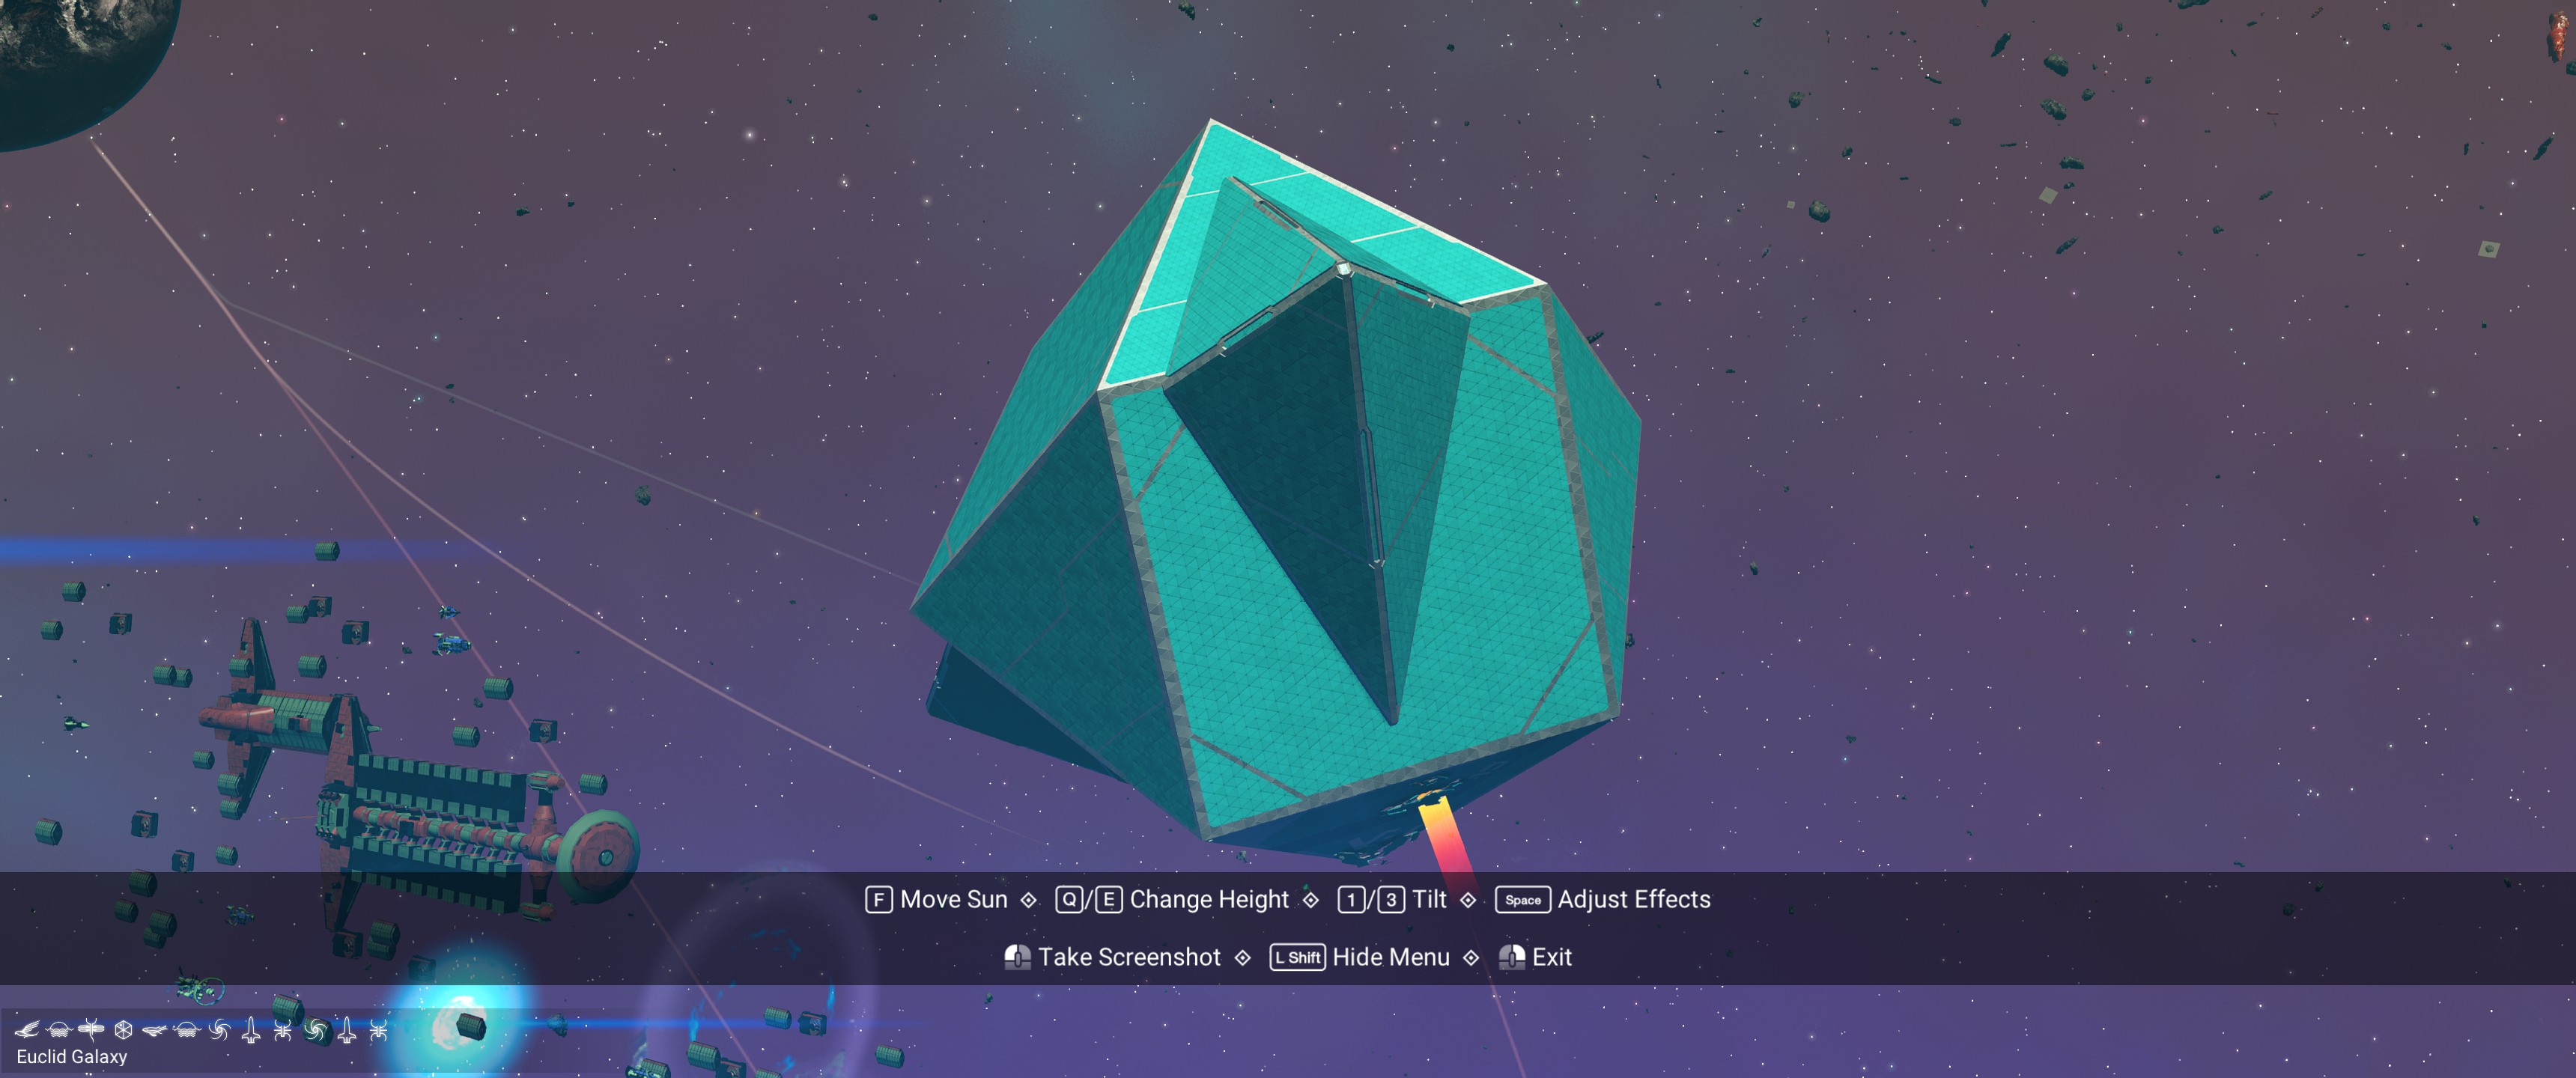 F Move Sun Q/E Change Height 1/3 Tilt Space Adjust Effects
Take Screenshot L Shift Hide Menu Exit
Euclid Galaxy